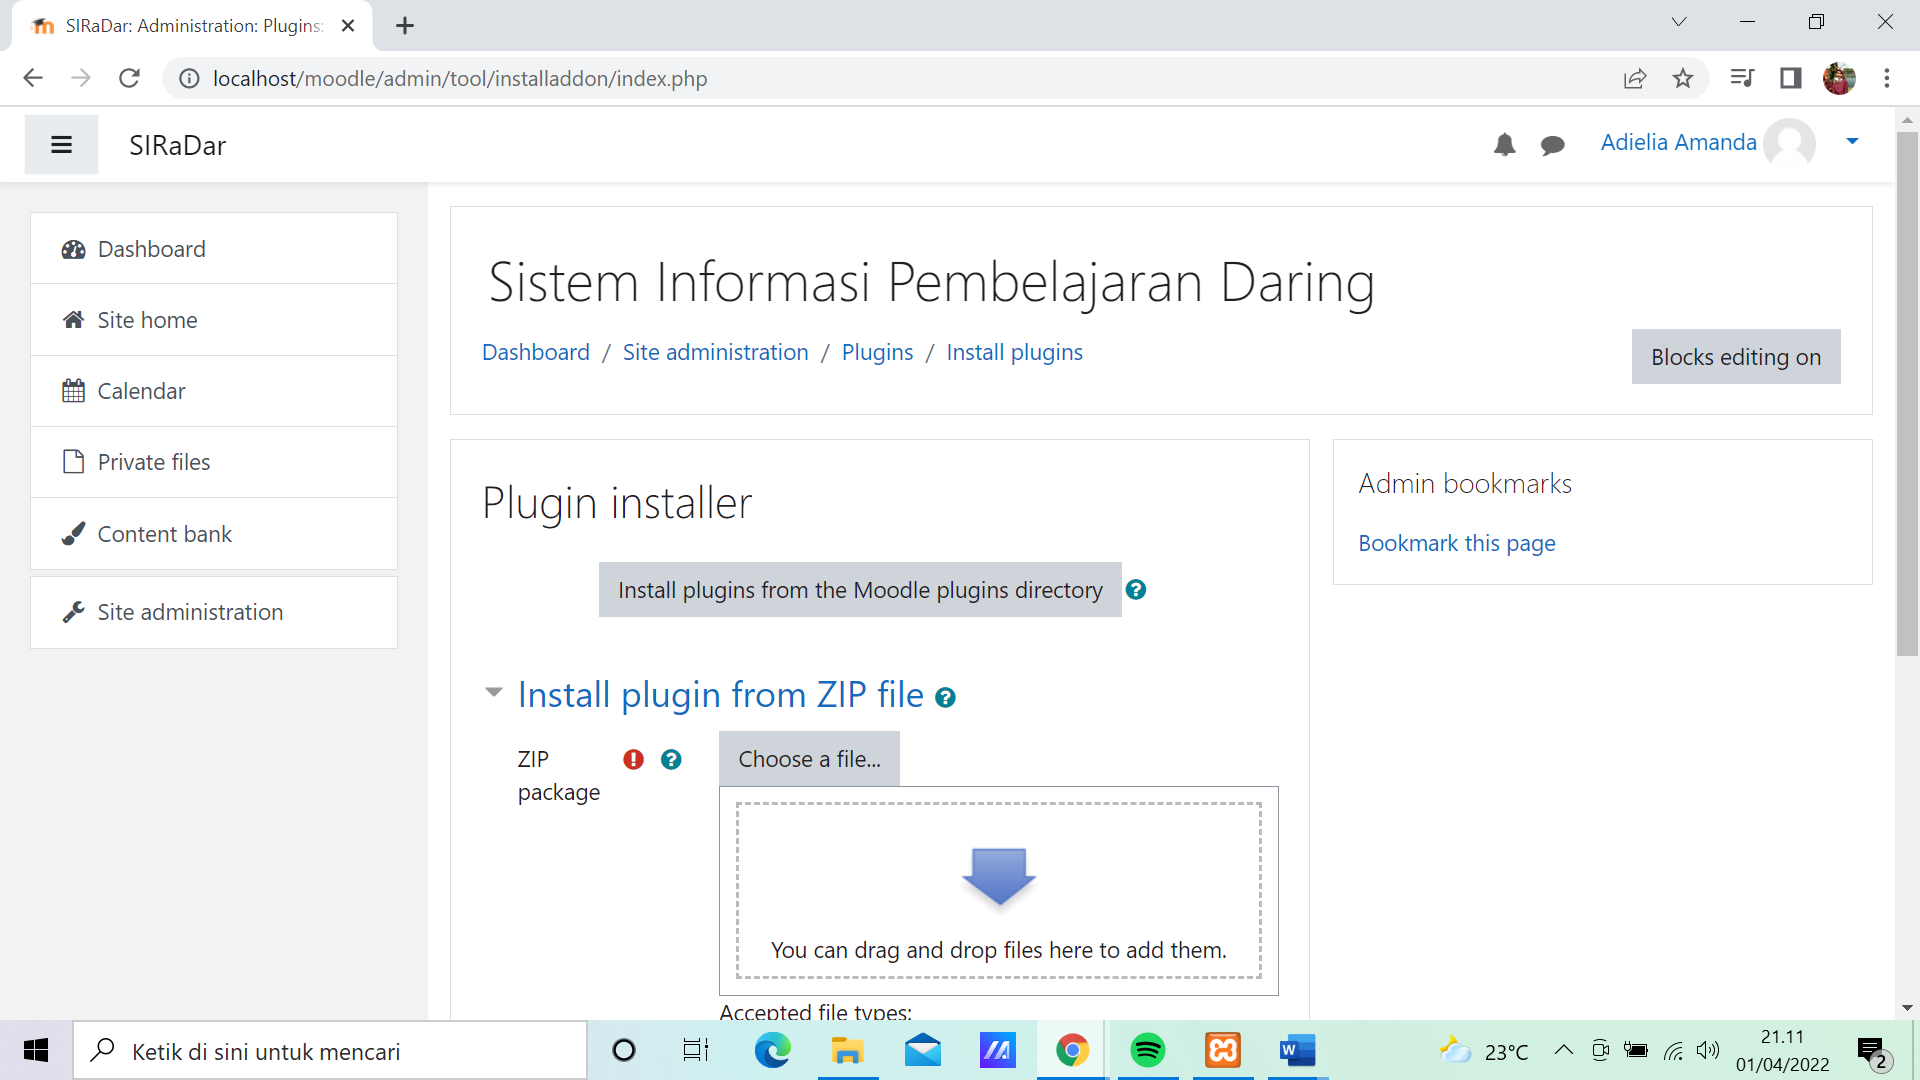 SIRaDar: Administration: Plugins:
localhost/moodle/admin/tool/installaddon/index.php
SIRaDar
Adielia Amanda
Dashboard
Site home
Calendar
Private files
Content bank
Site administration
Sistem Informasi Pembelajaran Daring
Dashboard / Site administration / Plugins / Install plugins
Blocks editing on
Plugin installer
Install plugins from the Moodle plugins directory
Install plugin from ZIP file
ZIP
package
Choose a file...
You can drag and drop files here to add them.
Accepted file types:
Admin bookmarks
Bookmark this page
Ketik di sini untuk mencari
23°C
21.11
01/04/2022
2